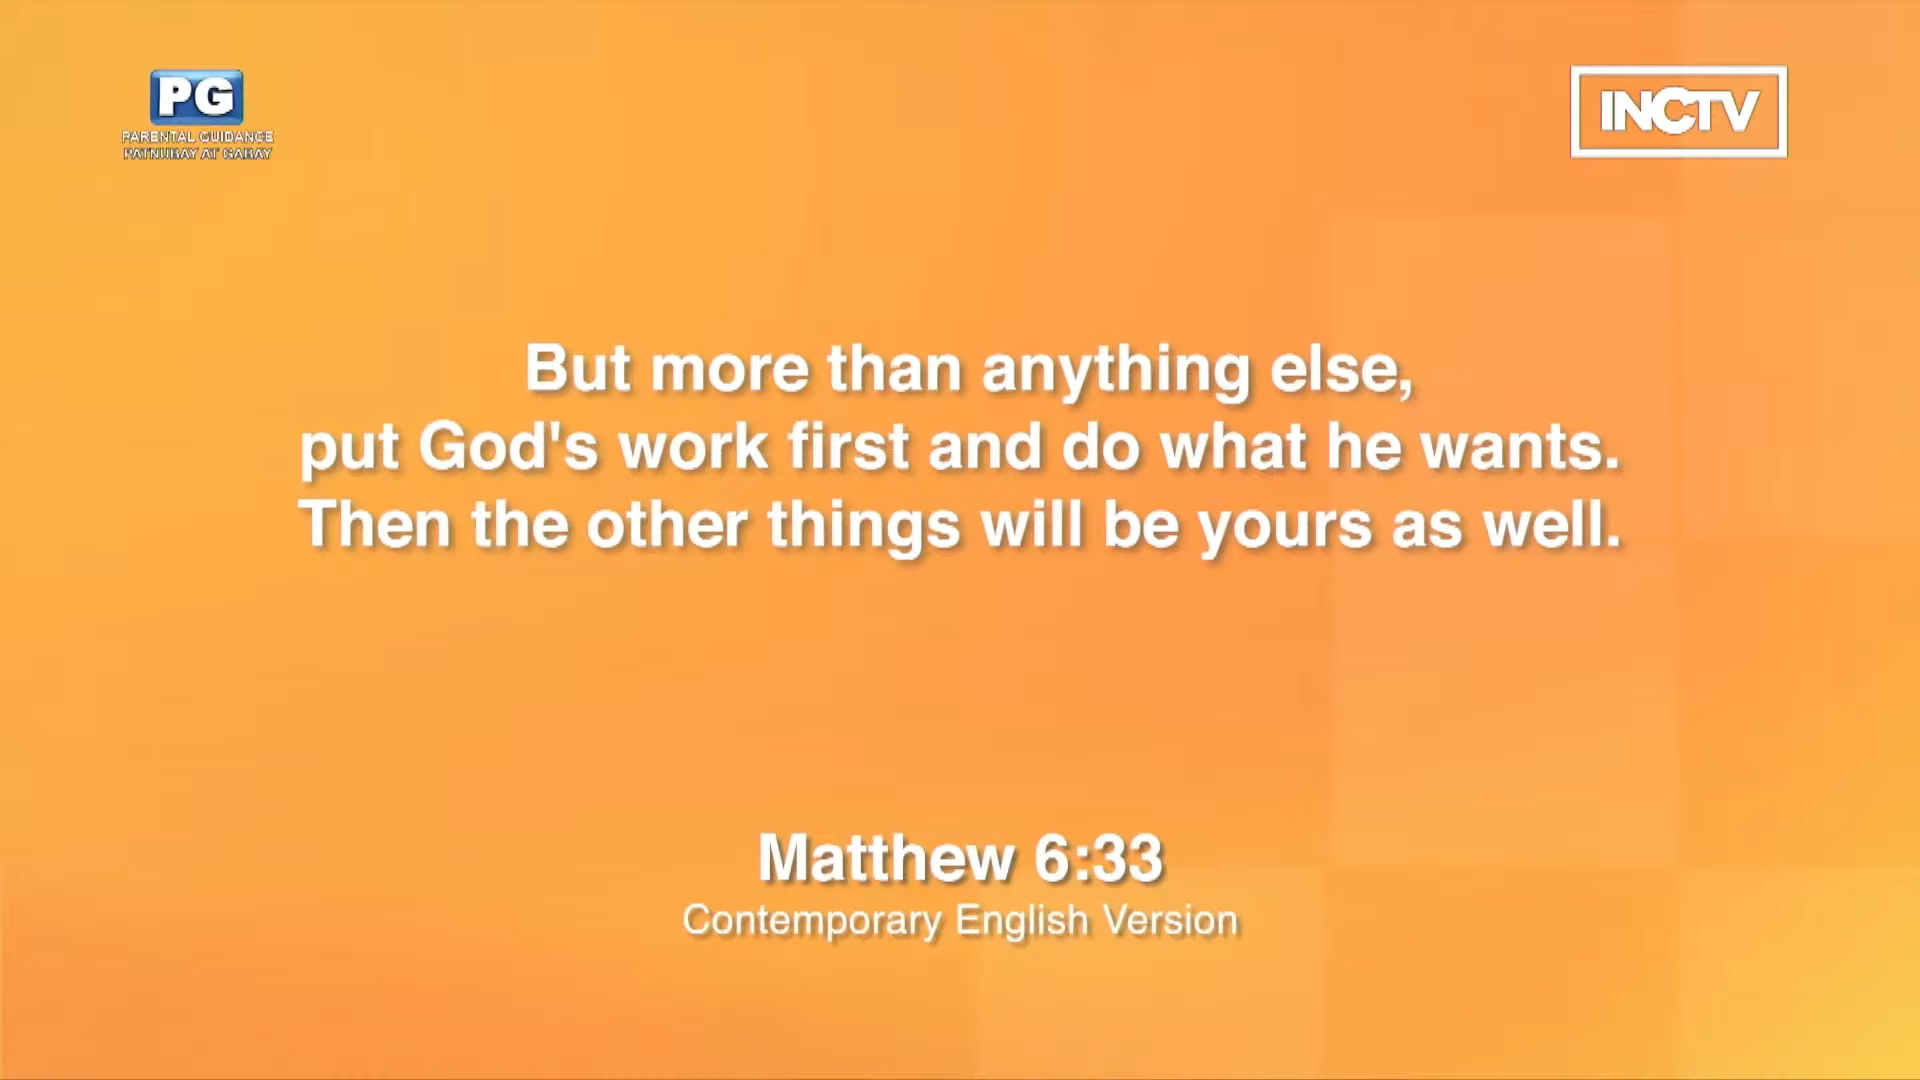 PG
PARENTAL GUIDANCE
PATNUBAY AT GABAY
INCTV
But more than anything else,
put God's work first and do what he wants.
Then the other things will be yours as well.
Matthew 6:33
Contemporary English Version